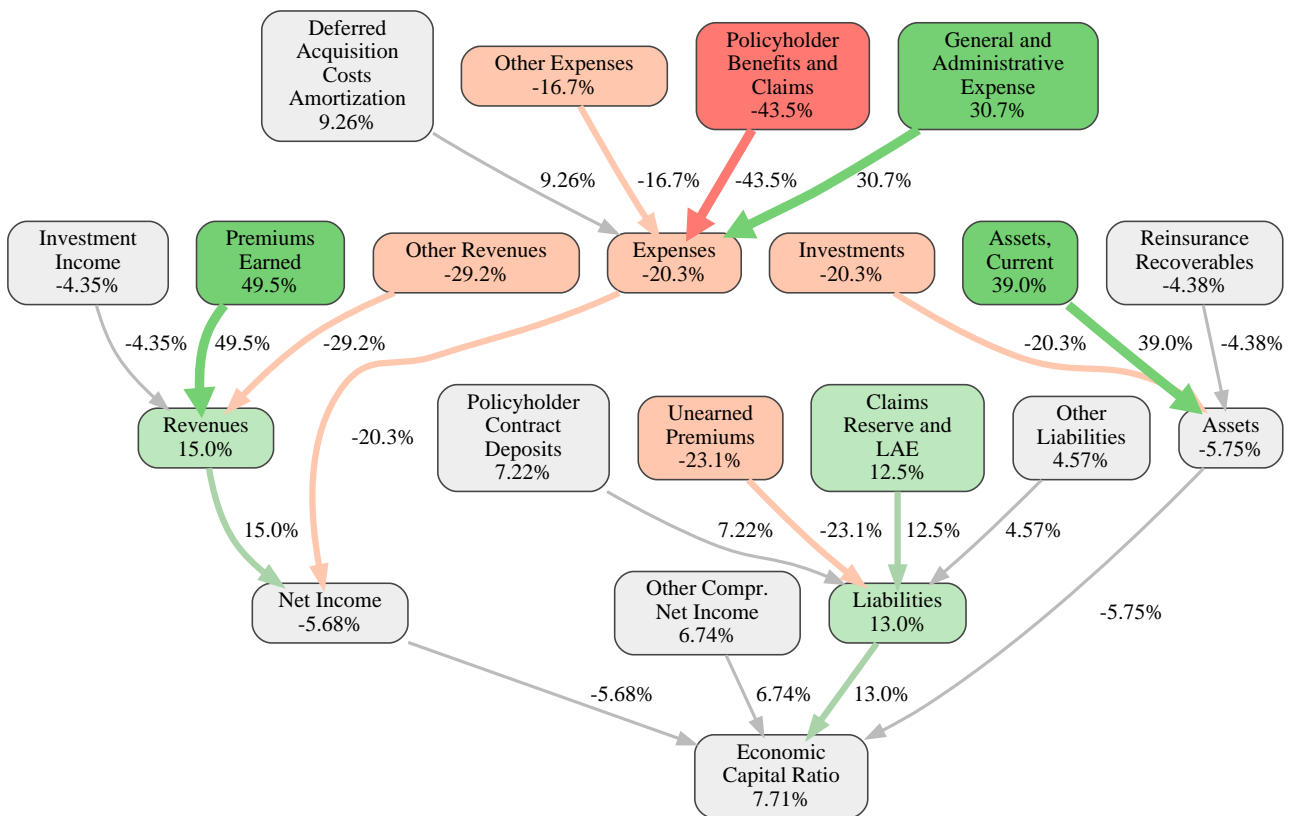 Deferred
Acquisition
Costs
Amortization
9.26%
Other Expenses
-16.7%
Policyholder
Benefits and
Claims
-43.5%
General and
Administrative
Expense
30.7%
9.26%
-16.7%
-43.5%
30.7%
Investment
Income
-4.35%
Premiums
Earned
49.5%
Other Revenues
-29.2%
Expenses
-20.3%
Investments
-20.3%
Assets,
Current
39.0%
Reinsurance
Recoverables
-4.38%
-4.35%
49.5%
-29.2%
-20.3%
39.0%
-4.38%
Revenues
15.0%
-20.3%
Policyholder
Contract
Deposits
7.22%
Unearned
Premiums
-23.1%
Claims
Reserve and
LAE
12.5%
Other
Liabilities
4.57%
Assets
-5.75%
15.0%
7.22%
-23.1%
12.5%
4.57%
-5.75%
Net Income
-5.68%
Other Compr.
Net Income
6.74%
Liabilities
13.0%
-5.68%
6.74%
13.0%
Economic
Capital Ratio
7.71%